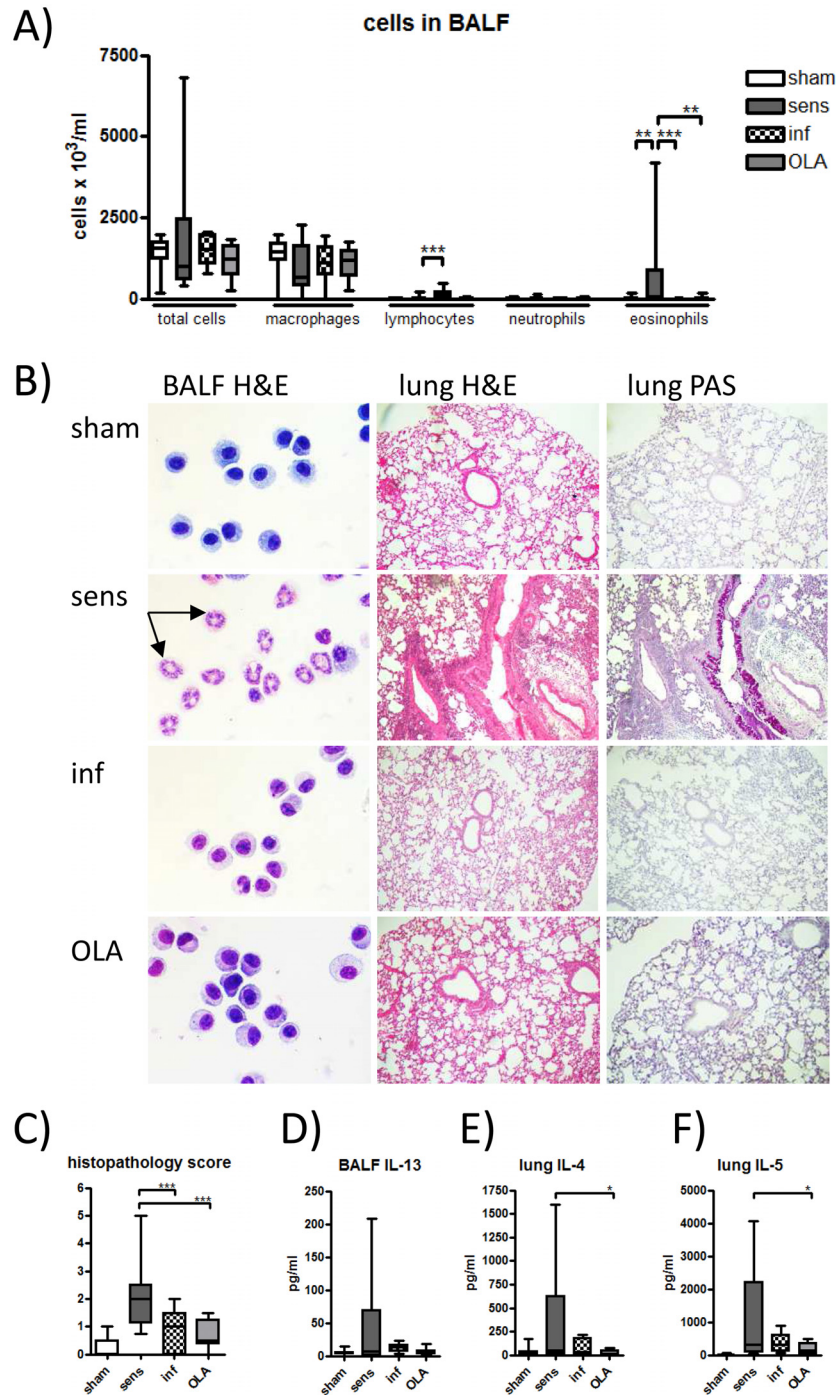 A)
cells in BALF
7500
5000
2500
0
cells x 10³/ml
** 
** ***
***
sham
sens
inf
OLA
total cells macrophages lymphocytes neutrophils eosinophils
B)
BALF H&E lung H&E lung PAS
sham
sens
inf
OLA
C)
histopathology score
6
5
4
3
2
1
0
***
***
sham sens inf OLA
D)
BALF IL-13
pg/ml
250
200
150
100
50
0
sham sens inf OLA
E)
lung IL-4
pg/ml
1750
1500
1250
1000
750
500
250
0
*
sham sens inf OLA
F)
lung IL-5
pg/ml
5000
4000
3000
2000
1000
0
*
sham sens inf OLA